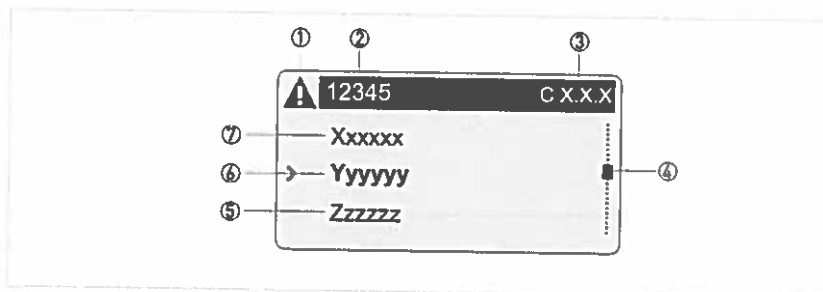 ① ② ③
12345 C X.X.X
⑦ Xxxxxx
⑥ > Yyyyyy ④
⑤ Zzzzzz